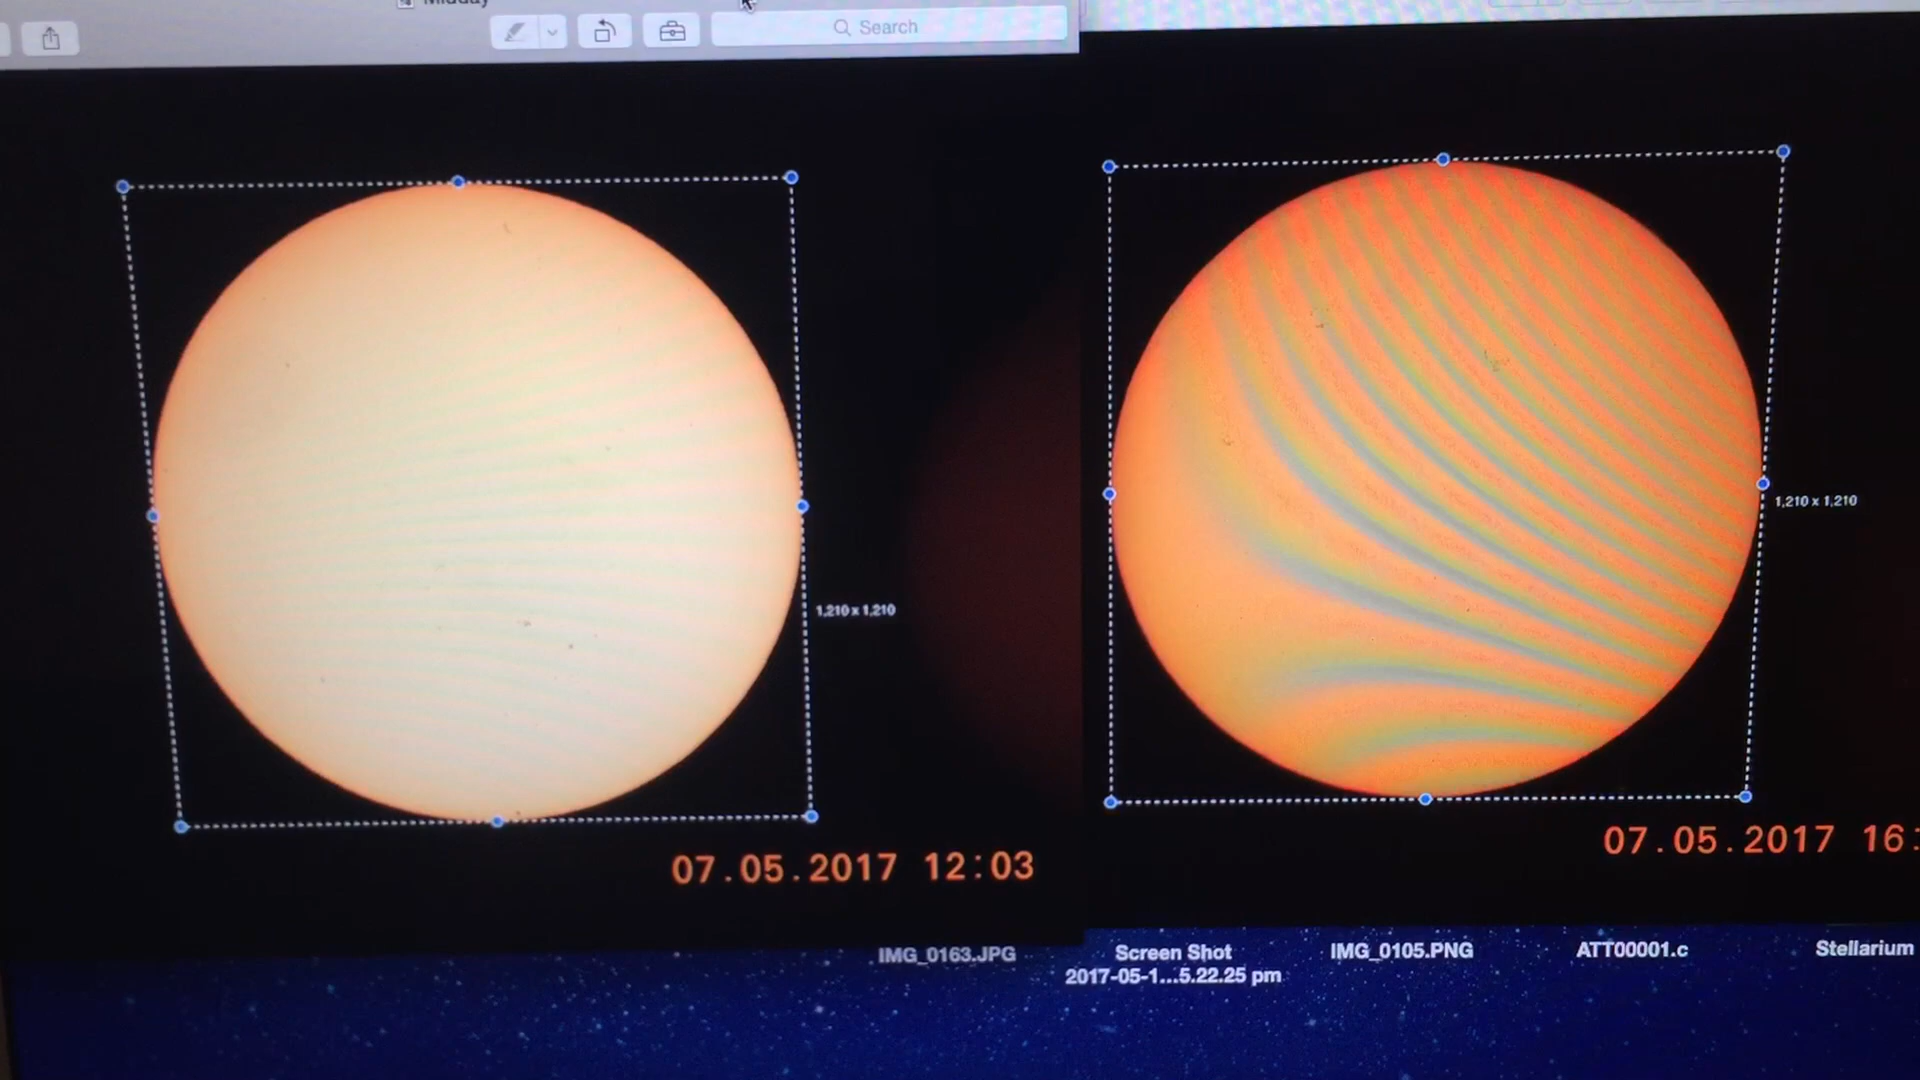 Midday
Search
1,210 x 1,210
1,210 x 1,210
07.05.2017 12:03
07.05.2017 16:
IMG_0163.JPG
Screen Shot
2017-05-1...5.22.25 pm
IMG_0105.PNG
ATT00001.c
Stellarium